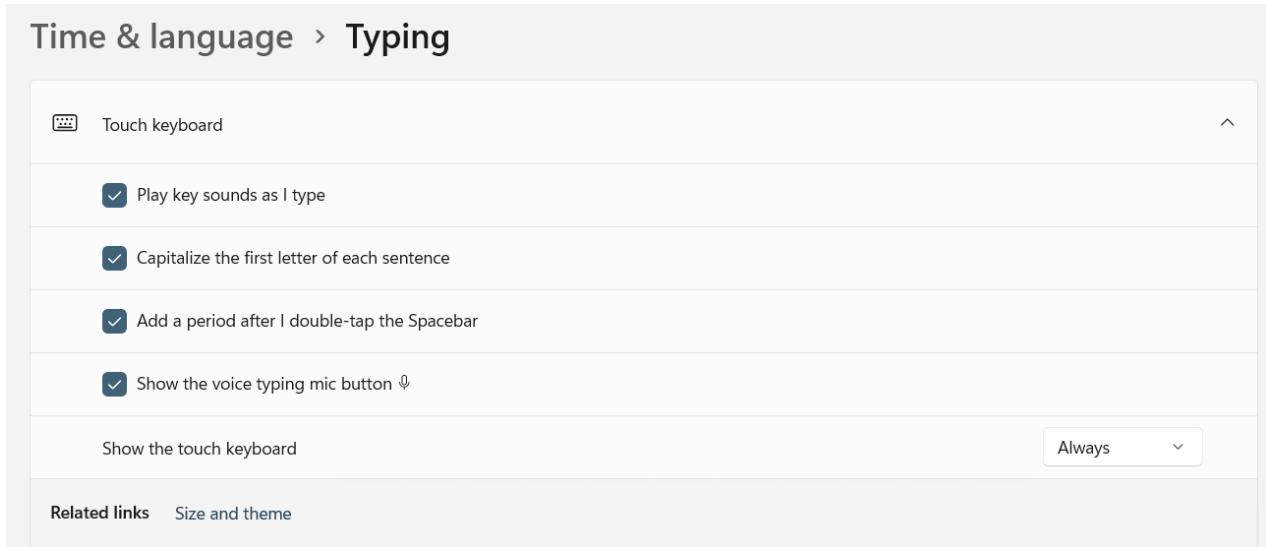 Time & language > Typing
Touch keyboard
Play key sounds as I type
Capitalize the first letter of each sentence
Add a period after I double-tap the Spacebar
Show the voice typing mic button
Show the touch keyboard Always
Related links Size and theme